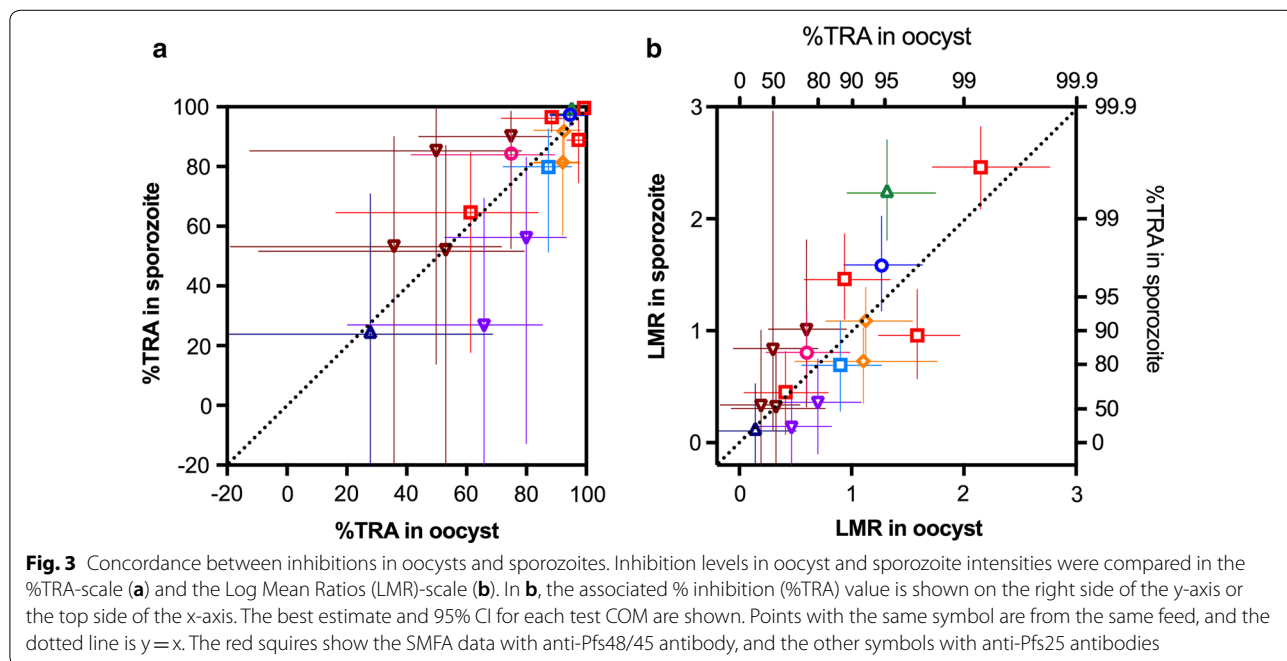 a
100
80
60
40
20
0
-20
%TRA in sporozoite
-20 0 20 40 60 80 100
%TRA in oocyst
b
%TRA in oocyst
0 50 80 90 95 99 99.9
3
2
1
0
LMR in sporozoite
99.9
99
95
90
80
50
0
%TRA in sporozoite
0 1 2 3
LMR in oocyst
Fig. 3 Concordance between inhibitions in oocysts and sporozoites. Inhibition levels in oocyst and sporozoite intensities were compared in the
%TRA-scale (a) and the Log Mean Ratios (LMR)-scale (b). In b, the associated % inhibition (%TRA) value is shown on the right side of the y-axis or
the top side of the x-axis. The best estimate and 95% CI for each test COM are shown. Points with the same symbol are from the same feed, and the
dotted line is y = x. The red squires show the SMFA data with anti-Pfs48/45 antibody, and the other symbols with anti-Pfs25 antibodies